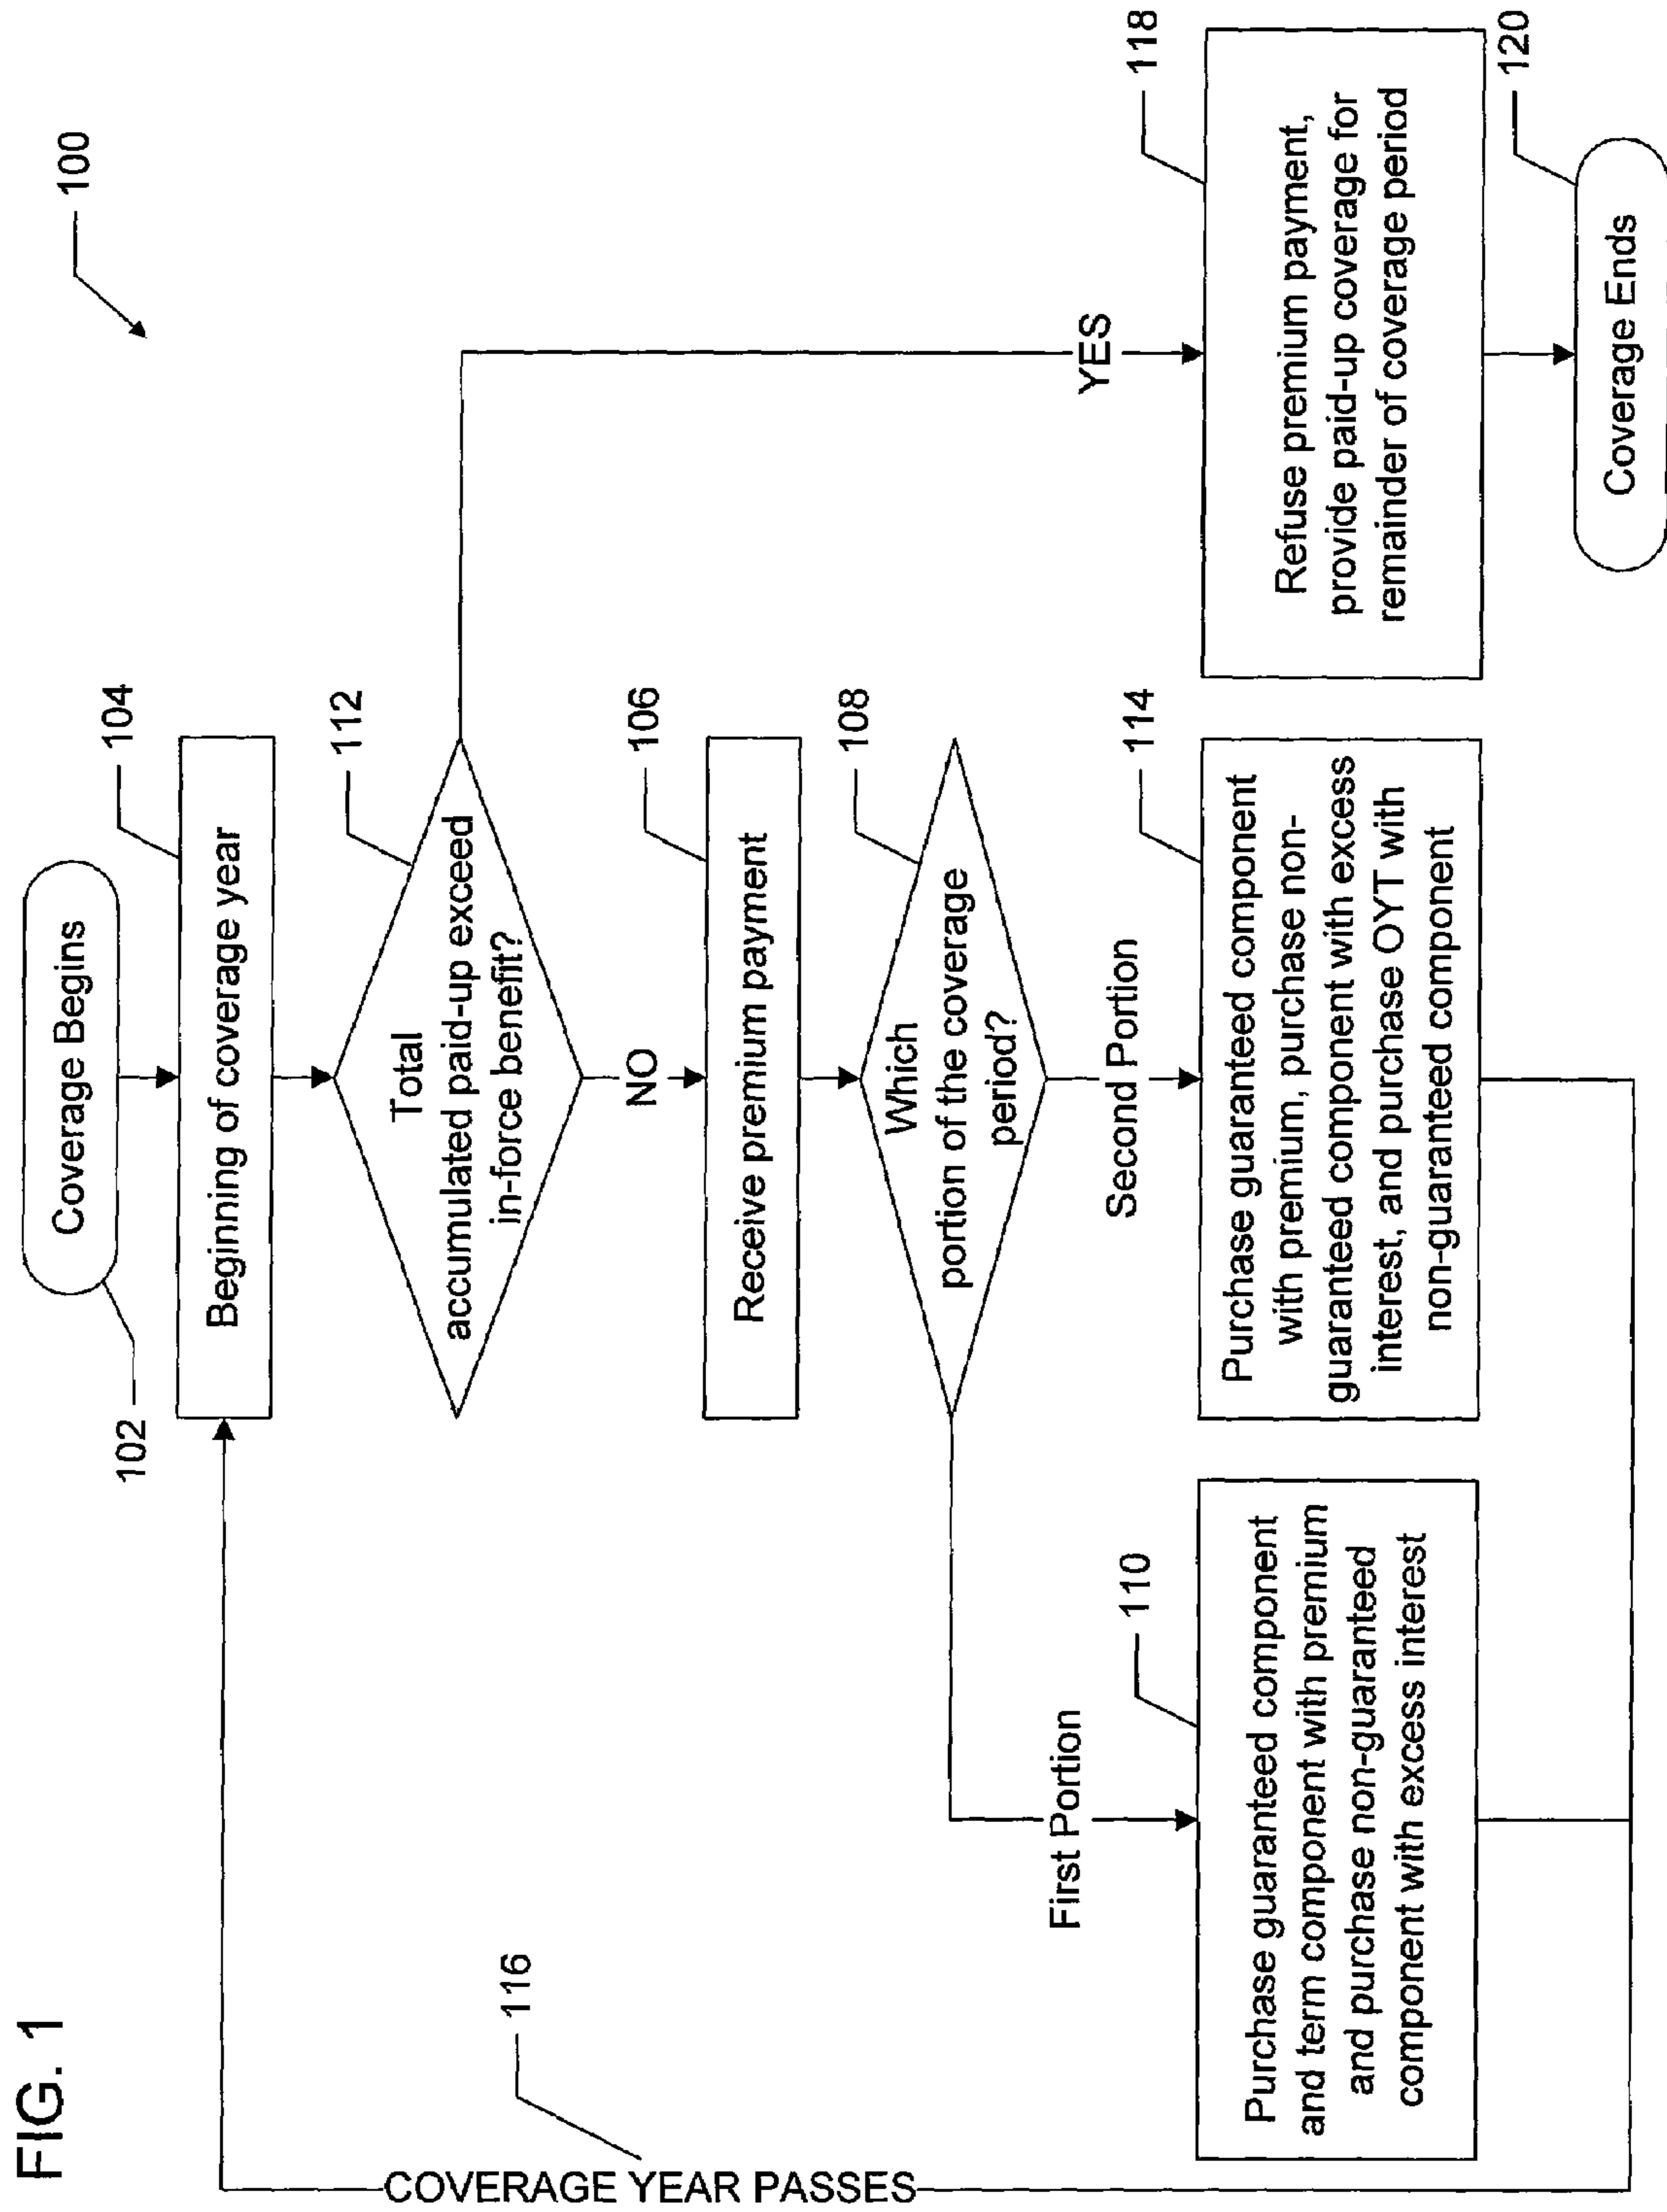 FIG. 1
100
Coverage Begins
102
104
Beginning of coverage year
112
Total
accumulated paid-up exceed
in-force benefit?
NO
YES
106
Receive premium payment
108
Which
portion of the coverage
period?
First Portion
Second Portion
110
Purchase guaranteed component
and term component with premium
and purchase non-guaranteed
component with excess interest
114
Purchase guaranteed component
with premium, purchase non-
guaranteed component with excess
interest, and purchase OYT with
non-guaranteed component
118
Refuse premium payment,
provide paid-up coverage for
remainder of coverage period
120
Coverage Ends
116
COVERAGE YEAR PASSES